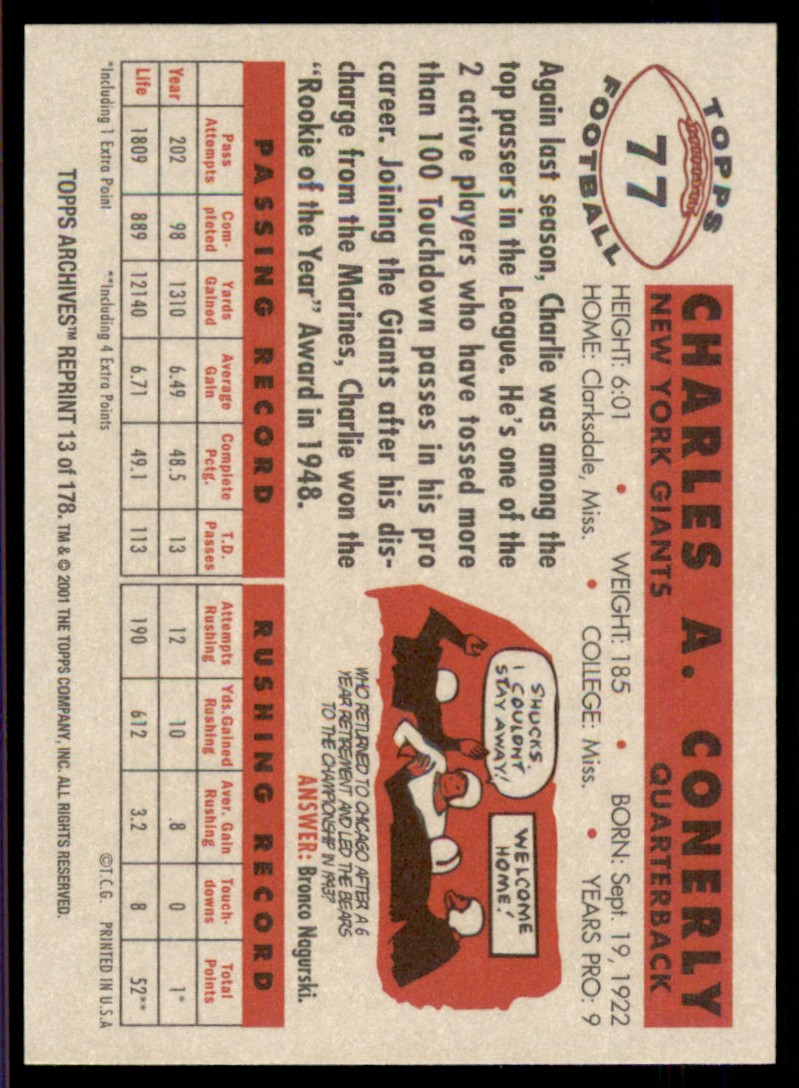 TOPPS
77
FOOTBALL
CHARLES A. CONERLY
NEW YORK GIANTS QUARTERBACK
HEIGHT: 6:01 • WEIGHT: 185 • BORN: Sept. 19, 1922
HOME: Clarksdale, Miss. • COLLEGE: Miss. • YEARS PRO: 9
Again last season, Charlie was among the
top passers in the League. He's one of the
2 active players who have tossed more
than 100 Touchdown passes in his pro
career. Joining the Giants after his dis-
charge from the Marines, Charlie won the
"Rookie of the Year" Award in 1948.
SHUCKS,
I COULDN'T
STAY AWAY!
WELCOME
HOME!
WHO RETURNED TO CHICAGO AFTER A 6
YEAR RETIREMENT AND LED THE BEARS
TO THE CHAMPIONSHIP IN 1943?
ANSWER: Bronco Nagurski.
PASSING RECORD RUSHING RECORD
Pass Com- Yards Average Complete T.D. Attempts Yds. Gained Aver. Gain Touch- Total
Attempts pleted Gained Gain Pctg. Passes Rushing Rushing Rushing downs Points
Year 202 98 1310 6.49 48.5 13 12 10 .8 0 1*
Life 1809 889 12140 6.71 49.1 113 190 612 3.2 8 52**
*Including 1 Extra Point **Including 4 Extra Points ©T.C.G. PRINTED IN U.S.A
TOPPS ARCHIVES™ REPRINT 13 of 178. TM & © 2001 THE TOPPS COMPANY, INC. ALL RIGHTS RESERVED.